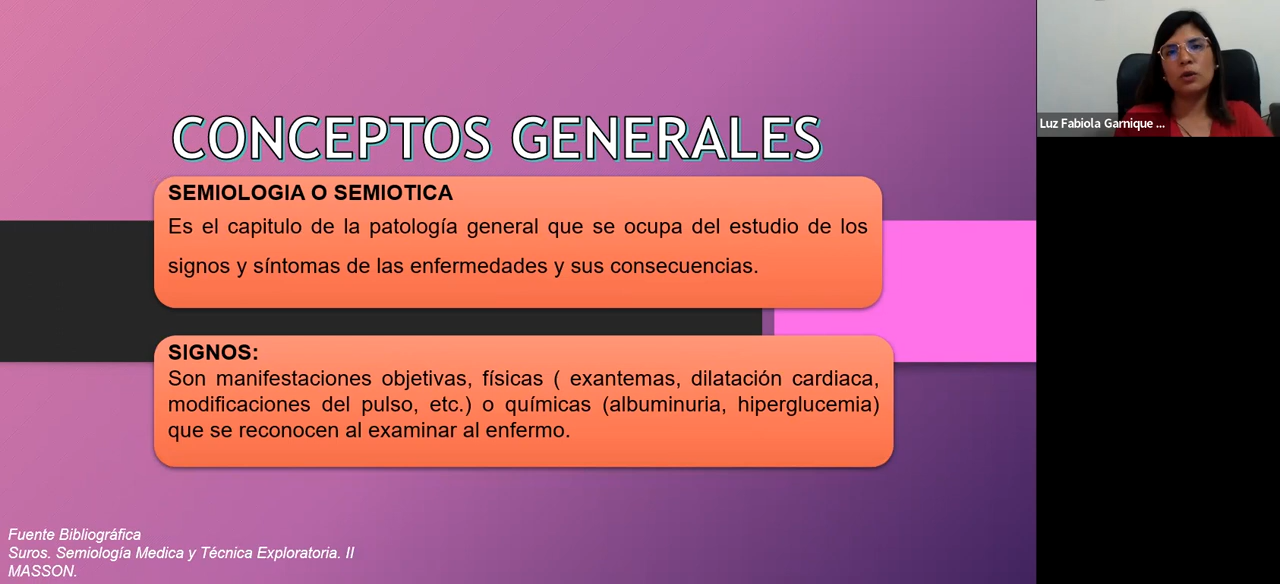 CONCEPTOS GENERALES
SEMIOLOGIA O SEMIOTICA
Es el capitulo de la patología general que se ocupa del estudio de los
signos y síntomas de las enfermedades y sus consecuencias.
SIGNOS:
Son manifestaciones objetivas, físicas ( exantemas, dilatación cardiaca,
modificaciones del pulso, etc.) o químicas (albuminuria, hiperglucemia)
que se reconocen al examinar al enfermo.
Fuente Bibliográfica
Suros. Semiología Medica y Técnica Exploratoria. II
MASSON.
Luz Fabiola Garnique ...